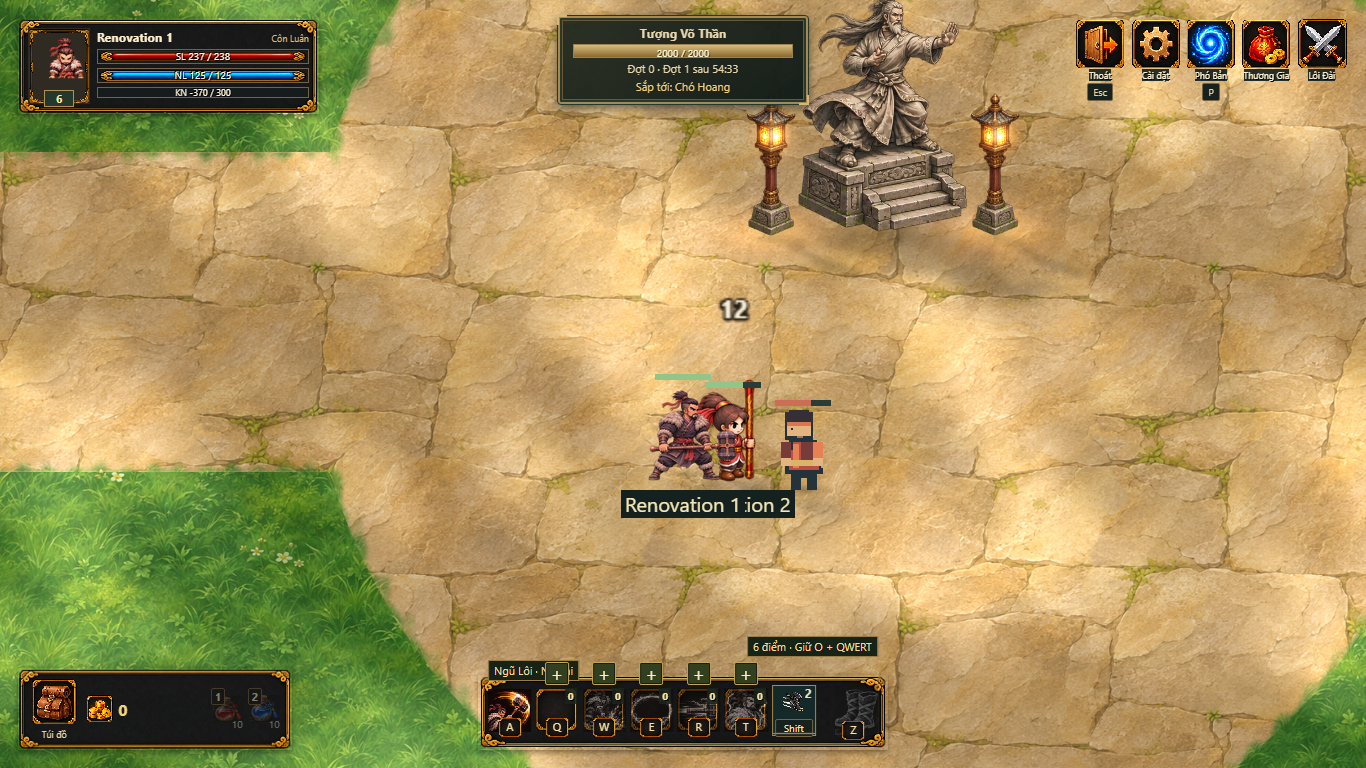 Renovation 1
Côn Luân
SL 237 / 238
NL 125 / 125
KN -370 / 300
6
Tượng Võ Thần
2000 / 2000
Đợt 0 · Đợt 1 sau 54:33
Sắp tới: Chó Hoang
Thoát
Cài đặt
Phó Bản
Thương Gia
Lôi Đài
Esc
P
12
Renovation 1
tion 2
6 điểm · Giữ O + QWERT
Ngũ Lôi ·
+ + + + +
0 0 0 0 0 2
A Q W E R T Shift Z
Túi đồ
0
1 2
10 10